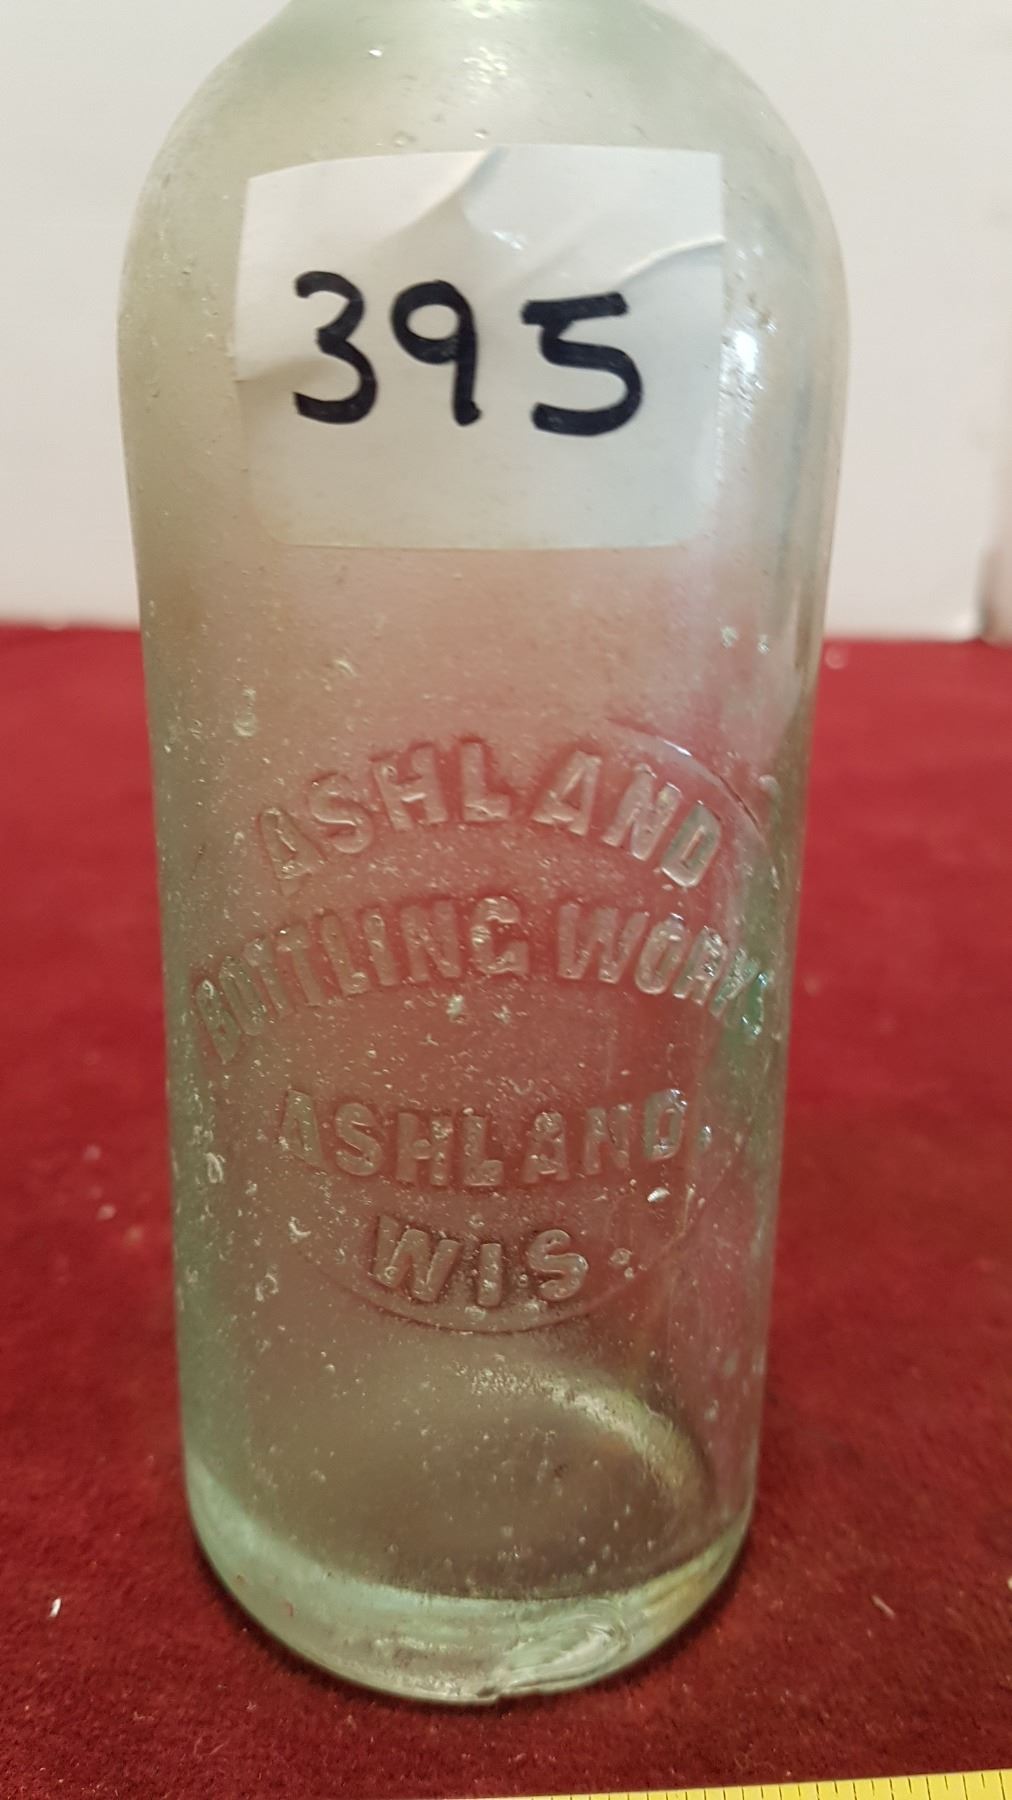 395
ASHLAND
BOTTLING WORKS
ASHLAND
WIS